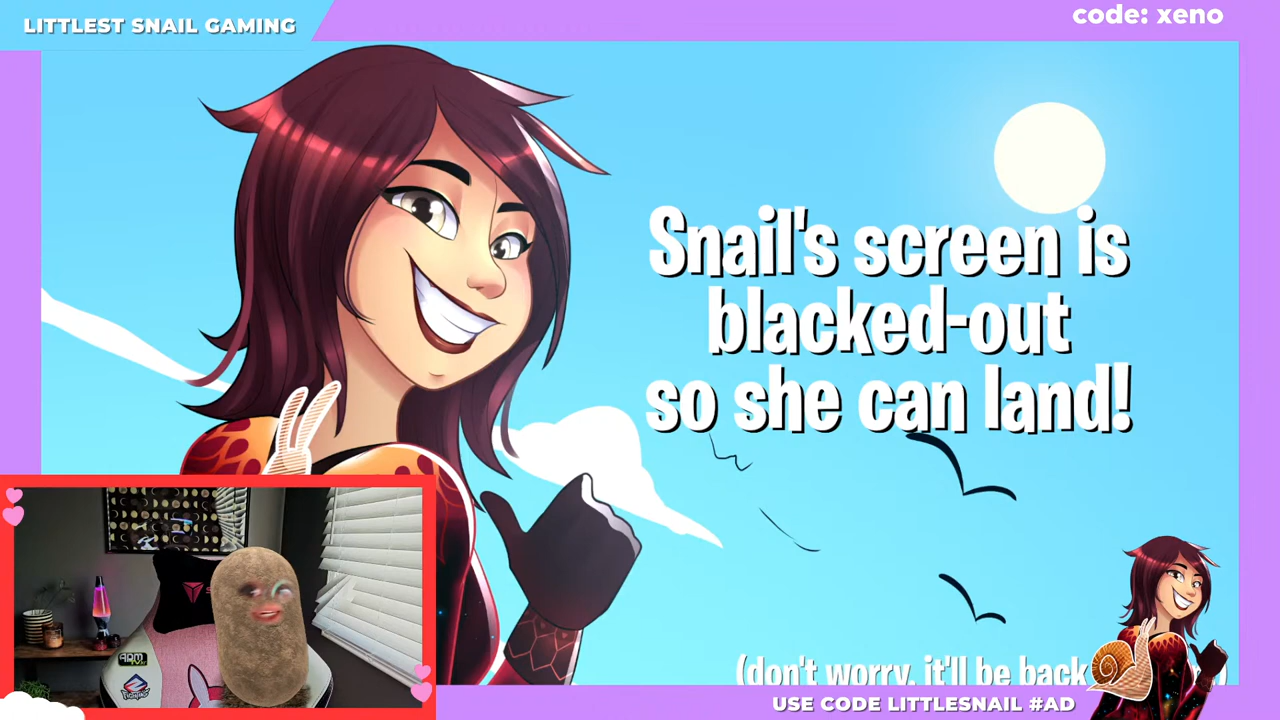 LITTLEST SNAIL GAMING
code: xeno
Snail's screen is
blacked-out
so she can land!
(don't worry, it'll be back
USE CODE LITTLESNAIL #AD